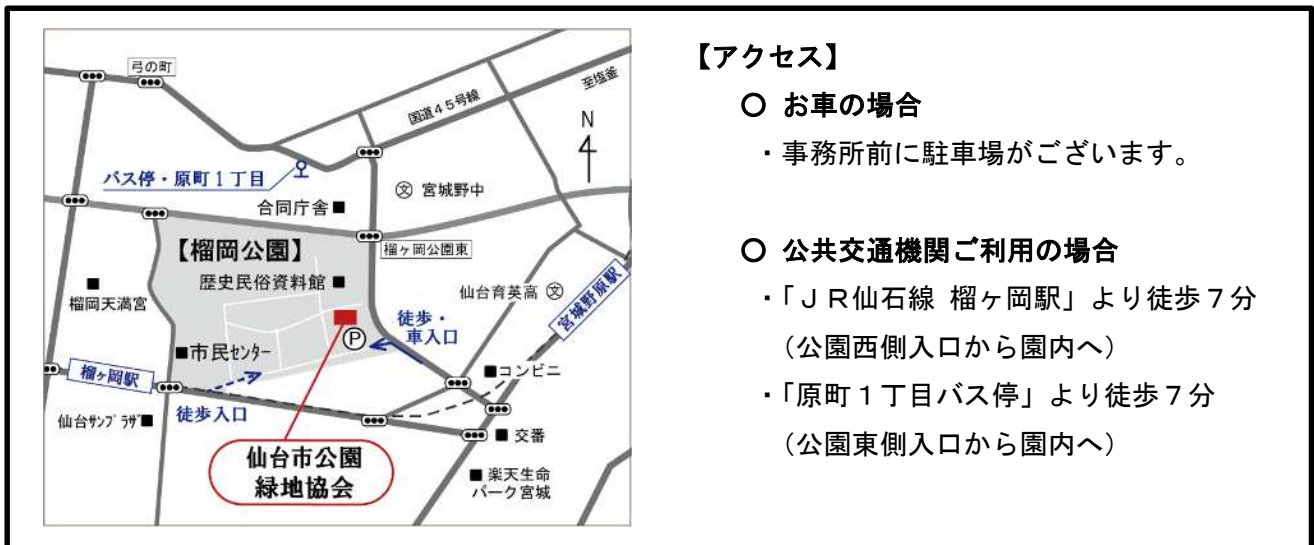 弓の町
国道45号線
至塩釜
N
バス停・原町1丁目
文 宮城野中
合同庁舎■
【榴岡公園】
榴ヶ岡公園東
歴史民俗資料館■
■
榴岡天満宮
仙台育英高 文
宮城野原駅
徒歩・
車入口
P
■市民センター
榴ヶ岡駅
■コンビニ
徒歩入口
仙台サンプラザ■
■ 交番
仙台市公園
緑地協会
■ 楽天生命
パーク宮城
【アクセス】
○ お車の場合
・事務所前に駐車場がございます。
○ 公共交通機関ご利用の場合
・「JR仙石線 榴ヶ岡駅」より徒歩7分
(公園西側入口から園内へ)
・「原町1丁目バス停」より徒歩7分
(公園東側入口から園内へ)